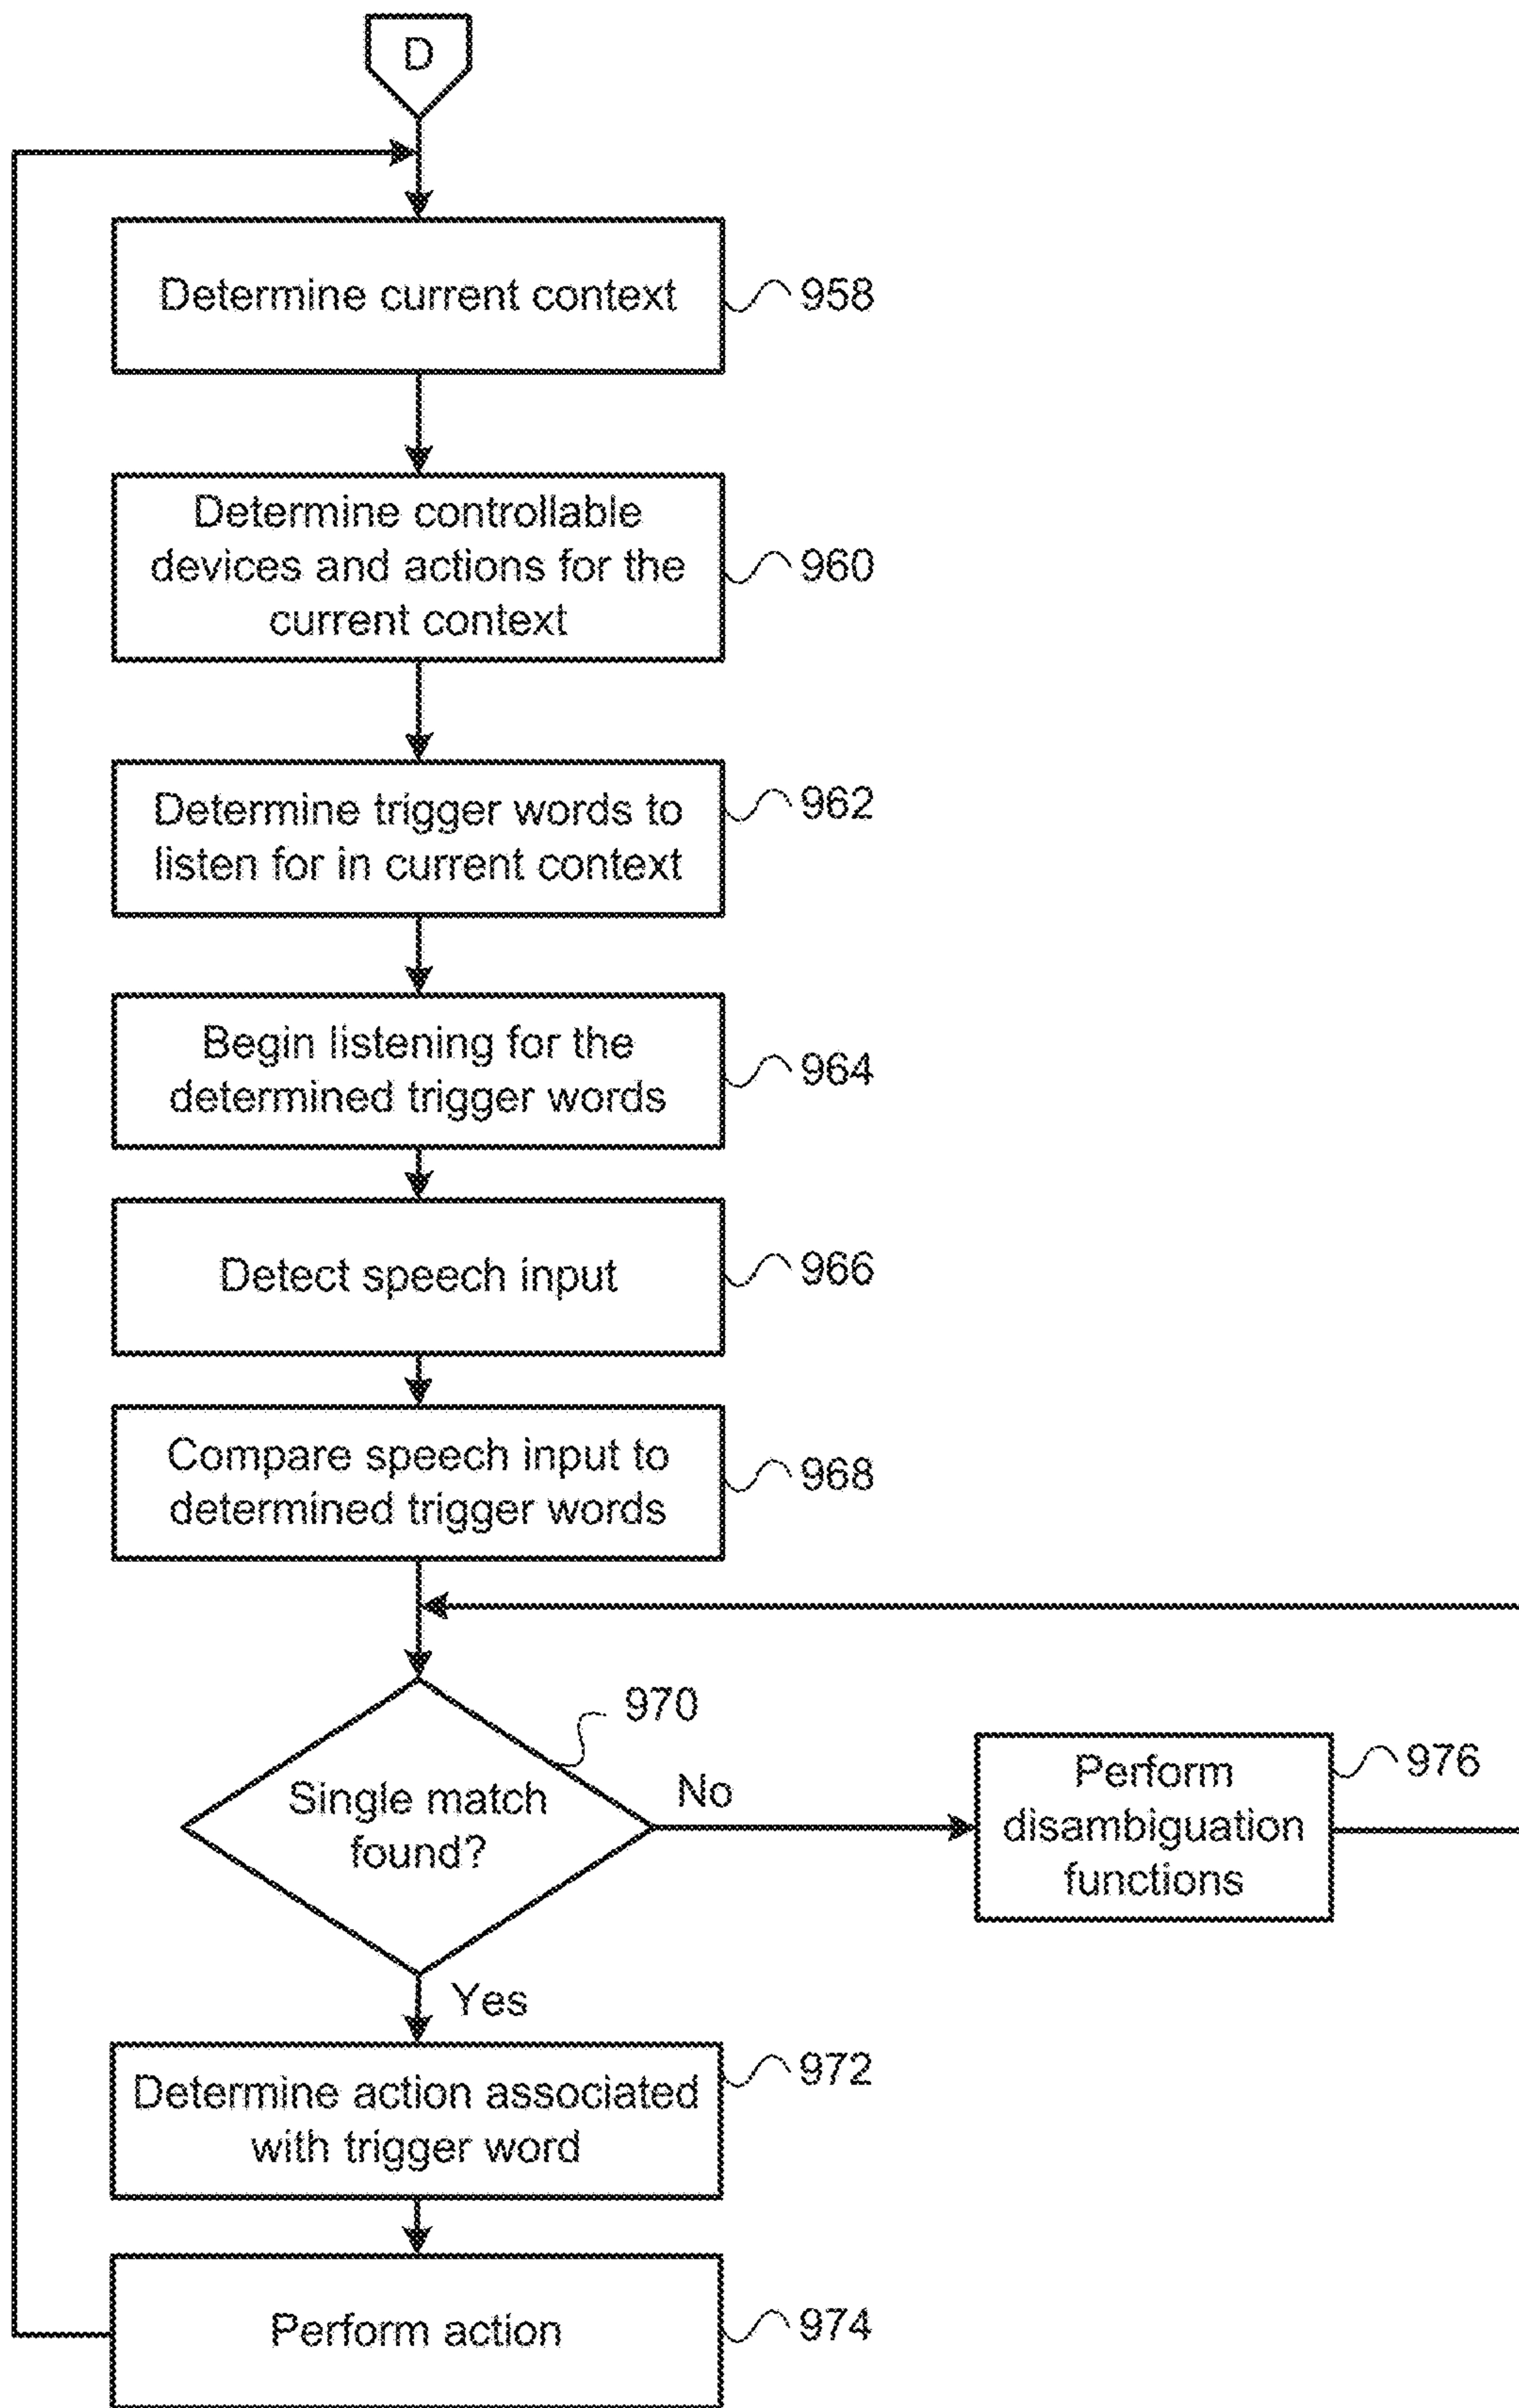 D
Determine current context
958
Determine controllable
devices and actions for the
current context
960
Determine trigger words to
listen for in current context
962
Begin listening for the
determined trigger words
964
Detect speech input
966
Compare speech input to
determined trigger words
968
970
Single match
found?
No
Perform
disambiguation
functions
976
Yes
Determine action associated
with trigger word
972
Perform action
974